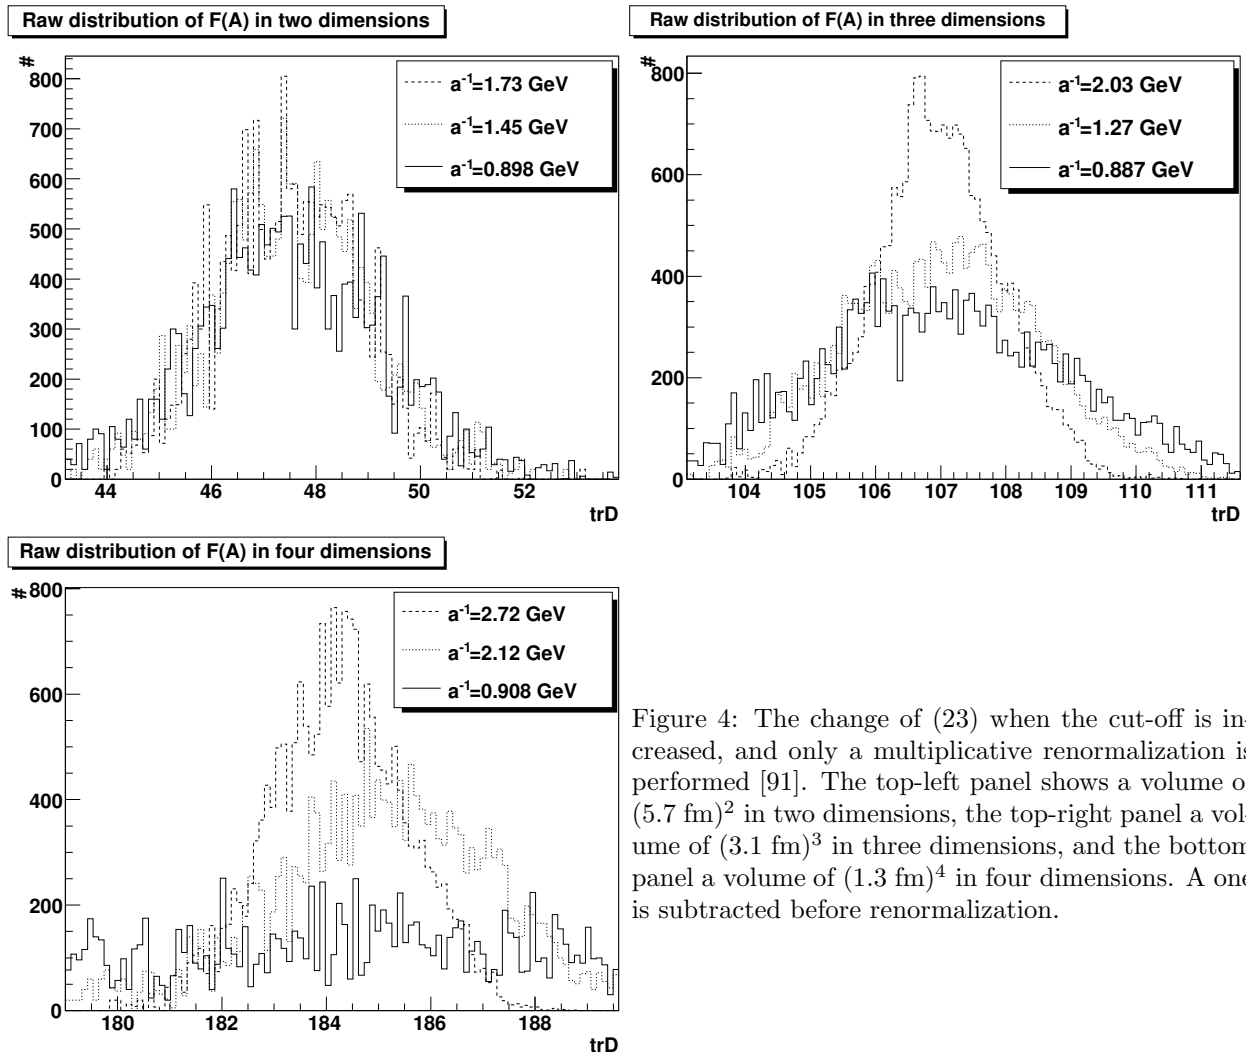 Raw distribution of F(A) in two dimensions
#
800
700
600
500
400
300
200
100
0
44 46 48 50 52
trD
a-1=1.73 GeV
a-1=1.45 GeV
a-1=0.898 GeV
Raw distribution of F(A) in three dimensions
#
800
600
400
200
0
104 105 106 107 108 109 110 111
trD
a-1=2.03 GeV
a-1=1.27 GeV
a-1=0.887 GeV
Raw distribution of F(A) in four dimensions
#
800
600
400
200
0
180 182 184 186 188
trD
a-1=2.72 GeV
a-1=2.12 GeV
a-1=0.908 GeV
Figure 4: The change of (23) when the cut-off is in-
creased, and only a multiplicative renormalization is
performed [91]. The top-left panel shows a volume o
(5.7 fm)2 in two dimensions, the top-right panel a vol-
ume of (3.1 fm)3 in three dimensions, and the bottom
panel a volume of (1.3 fm)4 in four dimensions. A one
is subtracted before renormalization.